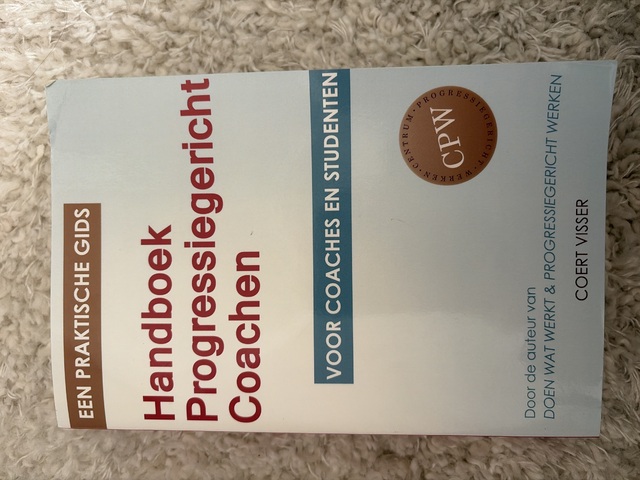 EEN PRAKTISCHE GIDS
Handboek
Progressiegericht
Coachen
VOOR COACHES EN STUDENTEN
CENTRUM • PROGRESSIEGERICHT • WERKEN •
CPW
Door de auteur van
DOEN WAT WERKT & PROGRESSIEGERICHT WERKEN
COERT VISSER